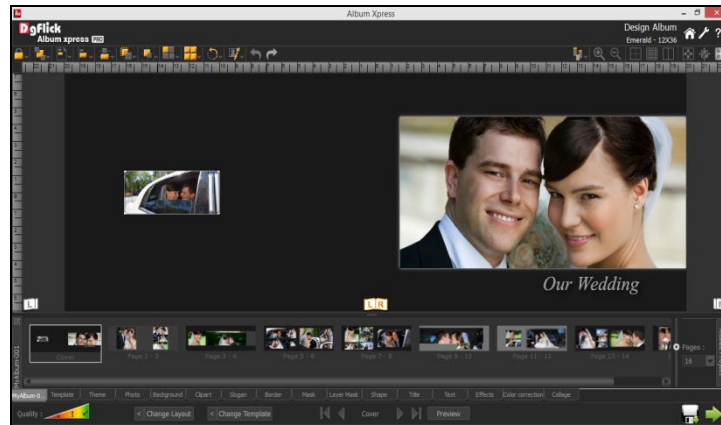 Album Xpress
DgFlick
Album xpress PRO
Design Album
Emerald - 12X36
Our Wedding
L
L R
MyAlbum-001
Cover
Page 1 - 2
Page 3 - 4
Page 5 - 6
Page 7 - 8
Page 9 - 10
Page 11 - 12
Page 13 - 14
Pages :
16
MyAlbum-0...
Template
Theme
Photo
Background
Clipart
Slogan
Border
Mask
Layer Mask
Shape
Title
Text
Effects
Color correction
Collage
Quality :
< Change Layout
< Change Template
Cover
Preview